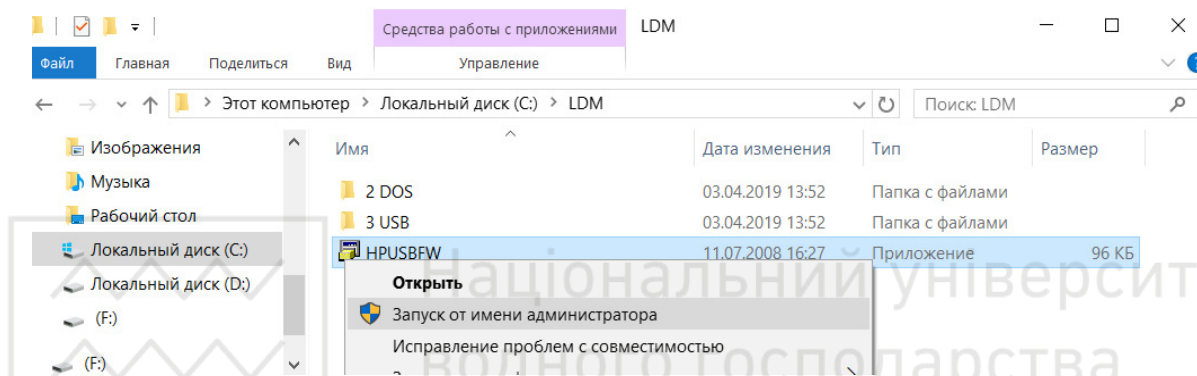 Средства работы с приложениями LDM
Файл Главная Поделиться Вид Управление
Этот компьютер > Локальный диск (C:) > LDM Поиск: LDM
Изображения Имя Дата изменения Тип Размер
Музыка 2 DOS 03.04.2019 13:52 Папка с файлами
Рабочий стол 3 USB 03.04.2019 13:52 Папка с файлами
Локальный диск (C:) HPUSBFW 11.07.2008 16:27 Приложение 96 КБ
Національний університ
Локальный диск (D:) Открыть
(F:) Запуск от имени администратора
Исправление проблем с совместимостью
(F:) водного господарства